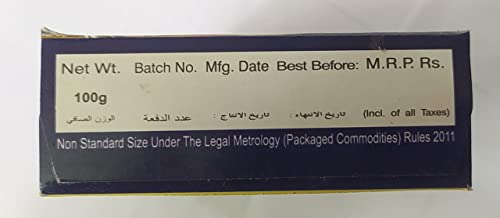 Net Wt. Batch No. Mfg. Date Best Before: M.R.P. Rs.
100g
الوزن الصافي عدد الدفعة تاريخ الانتاج : تاريخ الانتهاء : (Incl. of all Taxes)
Non Standard Size Under The Legal Metrology (Packaged Commodities) Rules 2011